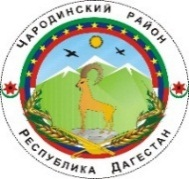 Чародинский район
Республика Дагестан